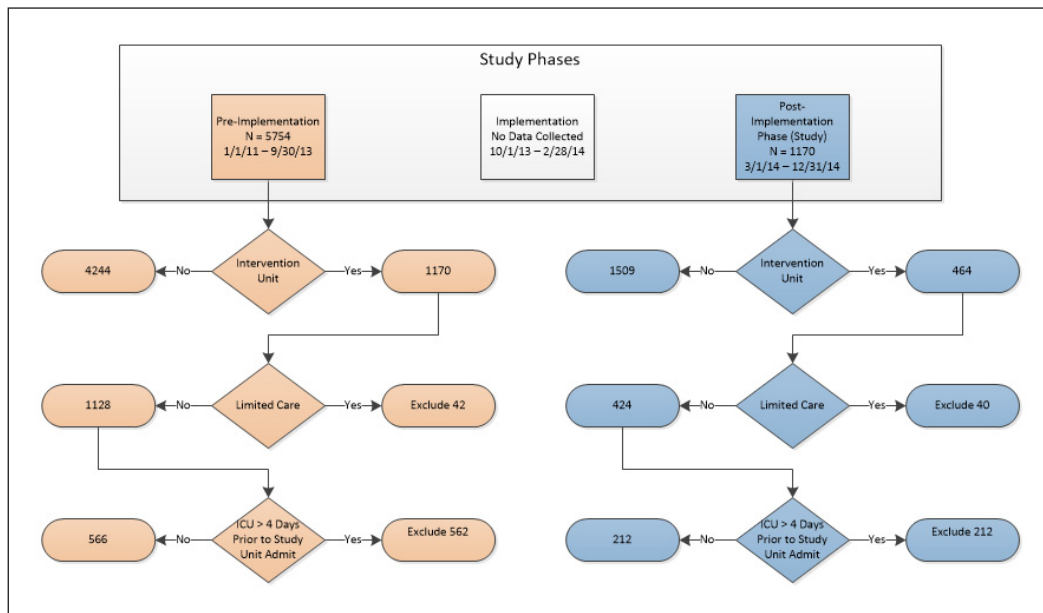 Study Phases
Pre-Implementation
N = 5754
1/1/11 – 9/30/13
Implementation
No Data Collected
10/1/13 – 2/28/14
Post-
Implementation
Phase (Study)
N = 1170
3/1/14 – 12/31/14
4244
No
Intervention
Unit
Yes
1170
1509
No
Intervention
Unit
Yes
464
1128
No
Limited Care
Yes
Exclude 42
424
No
Limited Care
Yes
Exclude 40
566
No
ICU > 4 Days
Prior to Study
Unit Admit
Yes
Exclude 562
212
No
ICU > 4 Days
Prior to Study
Unit Admit
Yes
Exclude 212